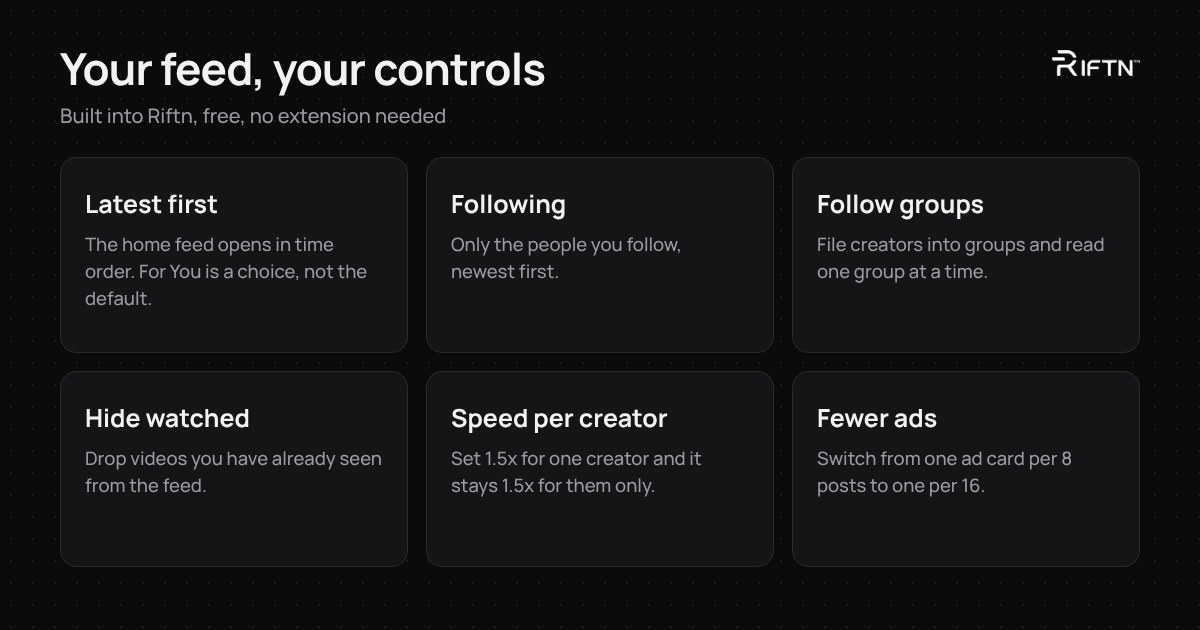 Your feed, your controls
RIFTN™
Built into Riftn, free, no extension needed
Latest first
The home feed opens in time
order. For You is a choice, not the
default.
Following
Only the people you follow,
newest first.
Follow groups
File creators into groups and read
one group at a time.
Hide watched
Drop videos you have already seen
from the feed.
Speed per creator
Set 1.5x for one creator and it
stays 1.5x for them only.
Fewer ads
Switch from one ad card per 8
posts to one per 16.